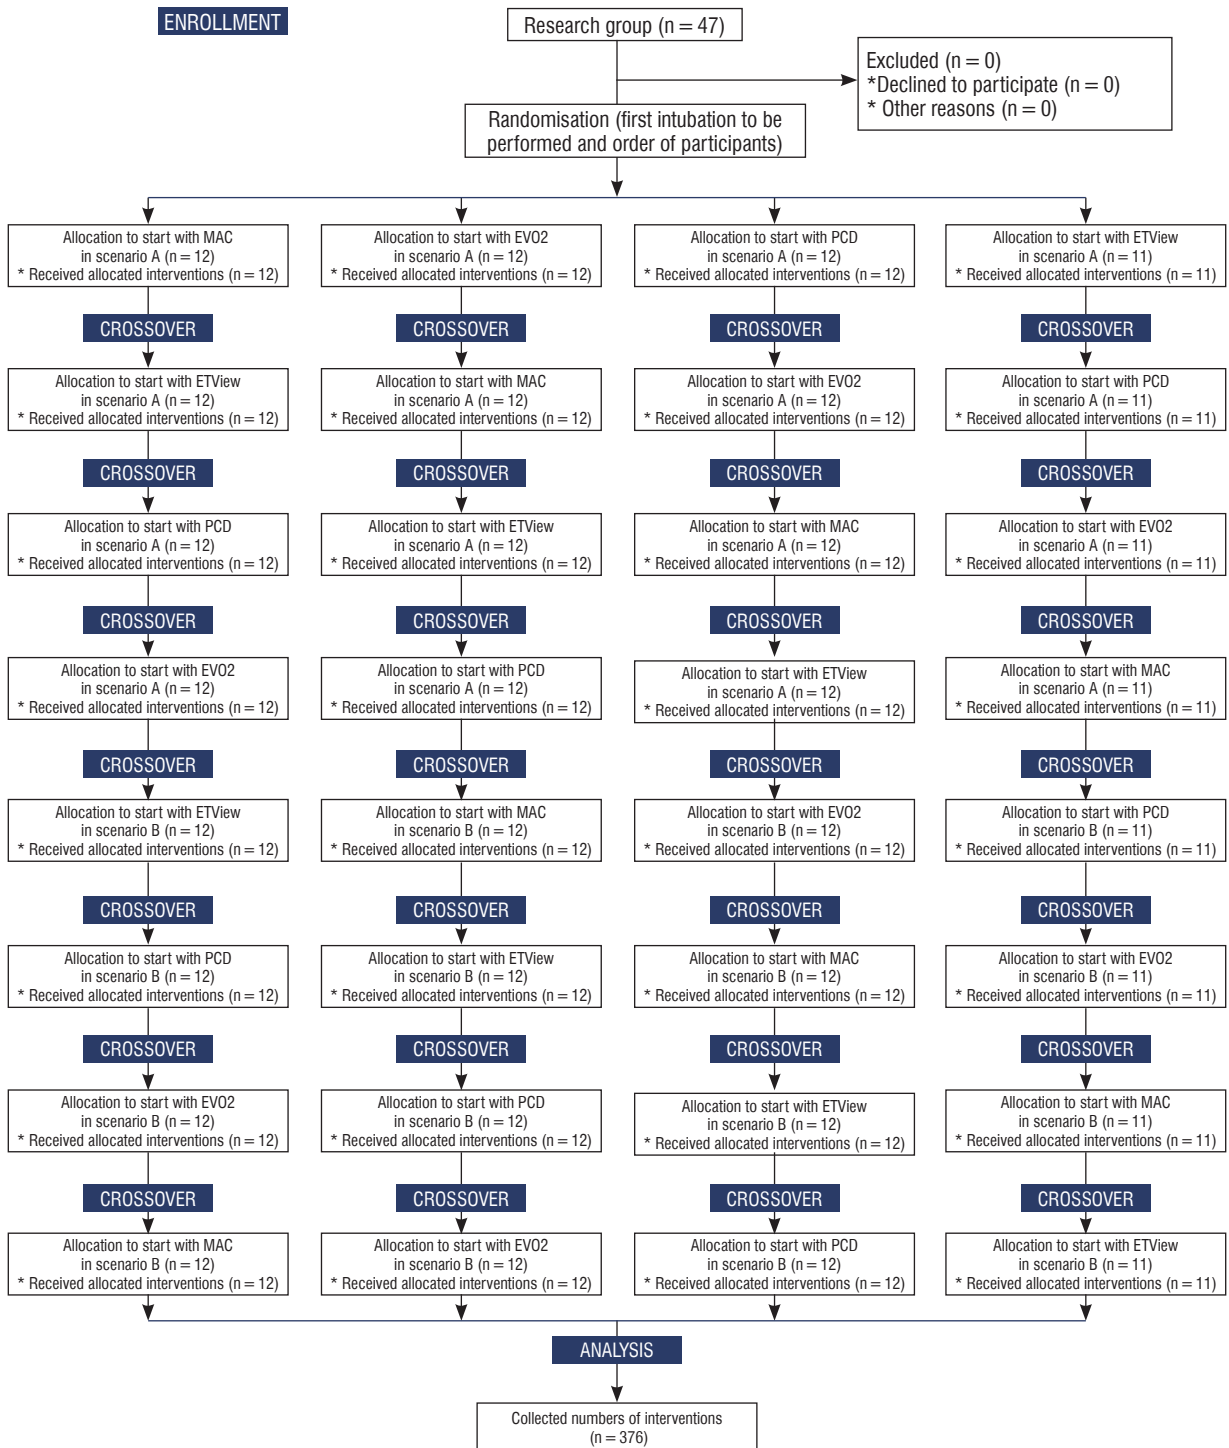 ENROLLMENT
Research group (n = 47)
Excluded (n = 0)
*Declined to participate (n = 0)
* Other reasons (n = 0)
Randomisation (first intubation to be
performed and order of participants)
Allocation to start with MAC
in scenario A (n = 12)
* Received allocated interventions (n = 12)
Allocation to start with EVO2
in scenario A (n = 12)
* Received allocated interventions (n = 12)
Allocation to start with PCD
in scenario A (n = 12)
* Received allocated interventions (n = 12)
Allocation to start with ETView
in scenario A (n = 11)
* Received allocated interventions (n = 11)
CROSSOVER
CROSSOVER
CROSSOVER
CROSSOVER
Allocation to start with ETView
in scenario A (n = 12)
* Received allocated interventions (n = 12)
Allocation to start with MAC
in scenario A (n = 12)
* Received allocated interventions (n = 12)
Allocation to start with EVO2
in scenario A (n = 12)
* Received allocated interventions (n = 12)
Allocation to start with PCD
in scenario A (n = 11)
* Received allocated interventions (n = 11)
CROSSOVER
CROSSOVER
CROSSOVER
CROSSOVER
Allocation to start with PCD
in scenario A (n = 12)
* Received allocated interventions (n = 12)
Allocation to start with ETView
in scenario A (n = 12)
* Received allocated interventions (n = 12)
Allocation to start with MAC
in scenario A (n = 12)
* Received allocated interventions (n = 12)
Allocation to start with EVO2
in scenario A (n = 11)
* Received allocated interventions (n = 11)
CROSSOVER
CROSSOVER
CROSSOVER
CROSSOVER
Allocation to start with EVO2
in scenario A (n = 12)
* Received allocated interventions (n = 12)
Allocation to start with PCD
in scenario A (n = 12)
* Received allocated interventions (n = 12)
Allocation to start with ETView
in scenario A (n = 12)
* Received allocated interventions (n = 12)
Allocation to start with MAC
in scenario A (n = 11)
* Received allocated interventions (n = 11)
CROSSOVER
CROSSOVER
CROSSOVER
CROSSOVER
Allocation to start with ETView
in scenario B (n = 12)
* Received allocated interventions (n = 12)
Allocation to start with MAC
in scenario B (n = 12)
* Received allocated interventions (n = 12)
Allocation to start with EVO2
in scenario B (n = 12)
* Received allocated interventions (n = 12)
Allocation to start with PCD
in scenario B (n = 11)
* Received allocated interventions (n = 11)
CROSSOVER
CROSSOVER
CROSSOVER
CROSSOVER
Allocation to start with PCD
in scenario B (n = 12)
* Received allocated interventions (n = 12)
Allocation to start with ETView
in scenario B (n = 12)
* Received allocated interventions (n = 12)
Allocation to start with MAC
in scenario B (n = 12)
* Received allocated interventions (n = 12)
Allocation to start with EVO2
in scenario B (n = 11)
* Received allocated interventions (n = 11)
CROSSOVER
CROSSOVER
CROSSOVER
CROSSOVER
Allocation to start with EVO2
in scenario B (n = 12)
* Received allocated interventions (n = 12)
Allocation to start with PCD
in scenario B (n = 12)
* Received allocated interventions (n = 12)
Allocation to start with ETView
in scenario B (n = 12)
* Received allocated interventions (n = 12)
Allocation to start with MAC
in scenario B (n = 11)
* Received allocated interventions (n = 11)
CROSSOVER
CROSSOVER
CROSSOVER
CROSSOVER
Allocation to start with MAC
in scenario B (n = 12)
* Received allocated interventions (n = 12)
Allocation to start with EVO2
in scenario B (n = 12)
* Received allocated interventions (n = 12)
Allocation to start with PCD
in scenario B (n = 12)
* Received allocated interventions (n = 12)
Allocation to start with ETView
in scenario B (n = 11)
* Received allocated interventions (n = 11)
ANALYSIS
Collected numbers of interventions
(n = 376)